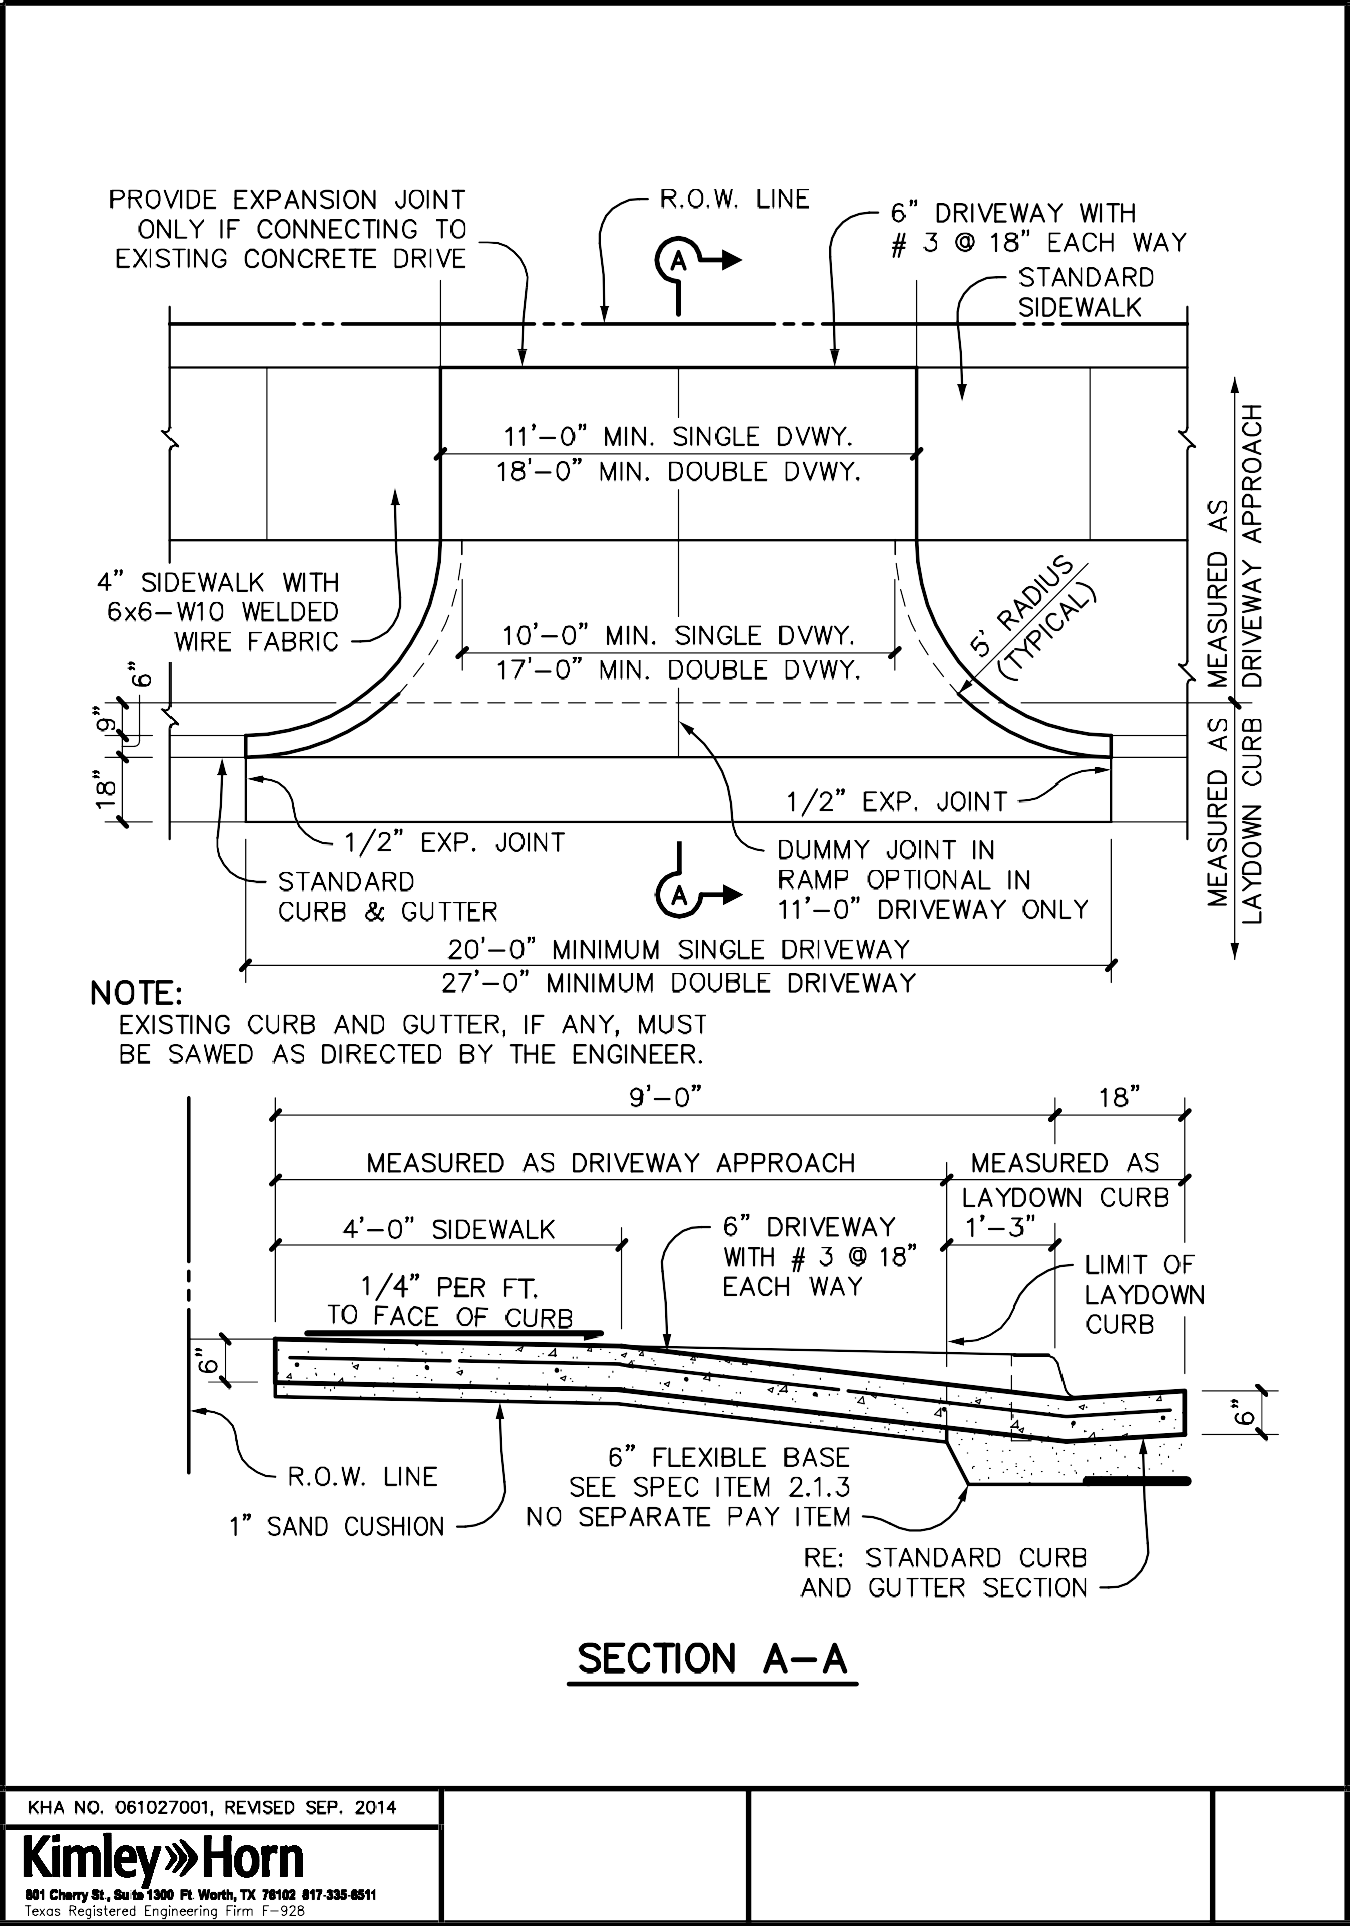 PROVIDE EXPANSION JOINT
ONLY IF CONNECTING TO
EXISTING CONCRETE DRIVE
R.O.W. LINE
A
6" DRIVEWAY WITH
# 3 @ 18" EACH WAY
STANDARD
SIDEWALK
11'-0" MIN. SINGLE DVWY.
18'-0" MIN. DOUBLE DVWY.
4" SIDEWALK WITH
6x6-W10 WELDED
WIRE FABRIC
10'-0" MIN. SINGLE DVWY.
17'-0" MIN. DOUBLE DVWY.
5' RADIUS
(TYPICAL)
MEASURED AS
DRIVEWAY APPROACH
MEASURED AS
LAYDOWN CURB
6"
9"
18"
1/2" EXP. JOINT
1/2" EXP. JOINT
STANDARD
CURB & GUTTER
A
DUMMY JOINT IN
RAMP OPTIONAL IN
11'-0" DRIVEWAY ONLY
20'-0" MINIMUM SINGLE DRIVEWAY
27'-0" MINIMUM DOUBLE DRIVEWAY
NOTE:
EXISTING CURB AND GUTTER, IF ANY, MUST
BE SAWED AS DIRECTED BY THE ENGINEER.
9'-0"
18"
MEASURED AS DRIVEWAY APPROACH
MEASURED AS
LAYDOWN CURB
4'-0" SIDEWALK
6" DRIVEWAY
WITH # 3 @ 18"
EACH WAY
1'-3"
LIMIT OF
LAYDOWN
CURB
1/4" PER FT.
TO FACE OF CURB
6"
6"
R.O.W. LINE
1" SAND CUSHION
6" FLEXIBLE BASE
SEE SPEC ITEM 2.1.3
NO SEPARATE PAY ITEM
RE: STANDARD CURB
AND GUTTER SECTION
SECTION A-A
KHA NO. 061027001, REVISED SEP. 2014
Kimley»Horn
801 Cherry St., Suite 1300 Ft. Worth, TX 76102 817-335-6511
Texas Registered Engineering Firm F-928